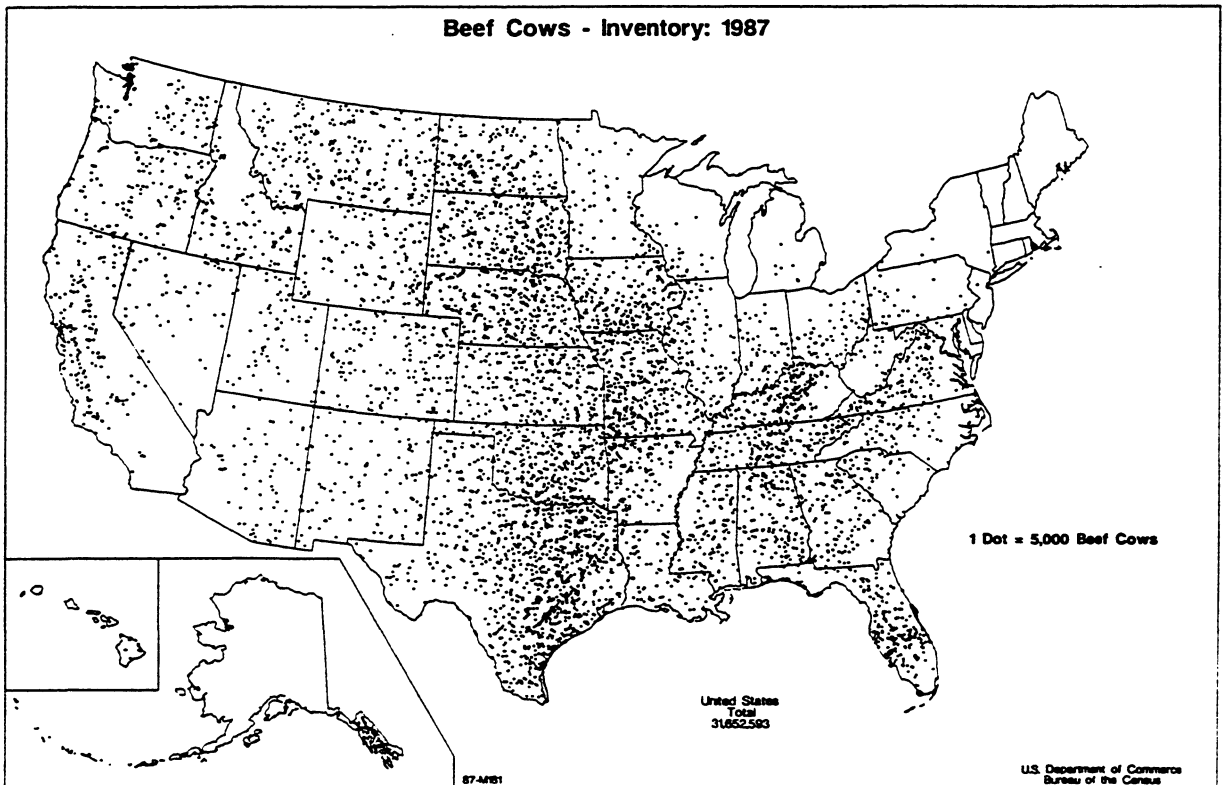 Beef Cows - Inventory: 1987
1 Dot = 5,000 Beef Cows
United States
Total
31,652,593
87-M181
U.S. Department of Commerce
Bureau of the Census